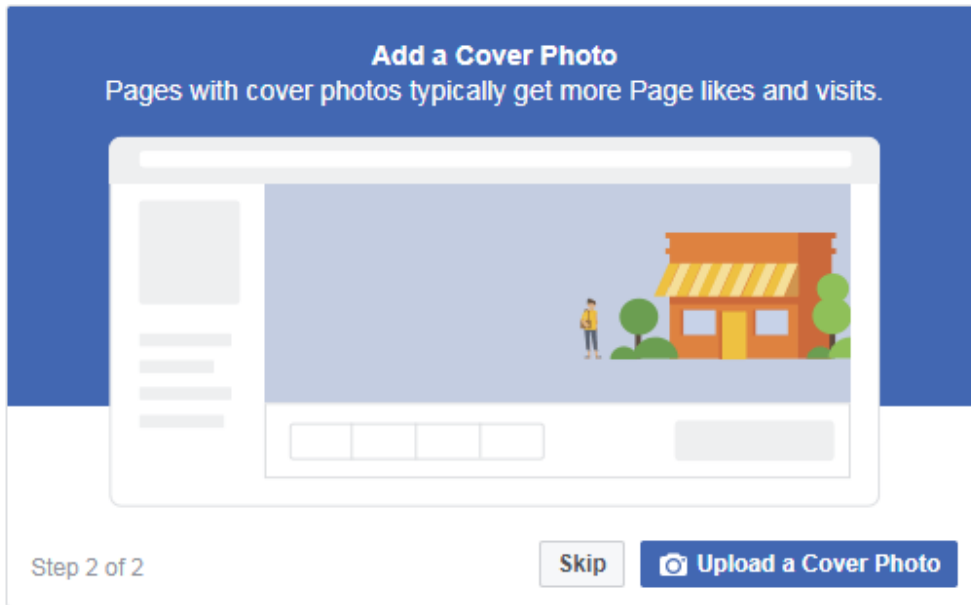 Add a Cover Photo
Pages with cover photos typically get more Page likes and visits.
Step 2 of 2
Skip
Upload a Cover Photo